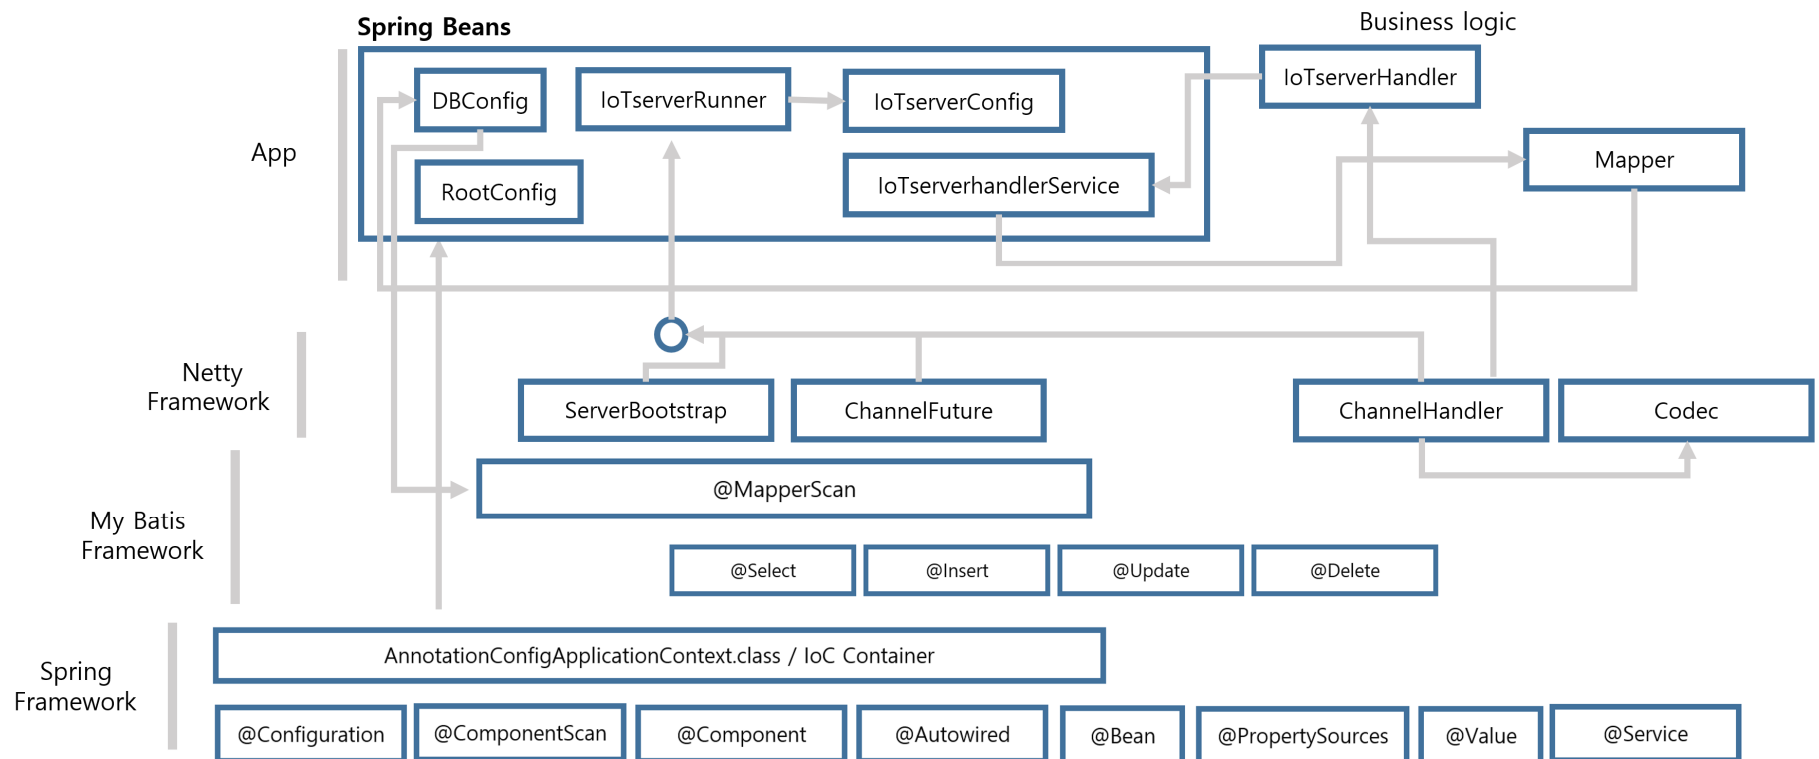 Spring Beans
Business logic
App
DBConfig
IoTserverRunner
IoTserverConfig
IoTserverHandler
RootConfig
IoTserverhandlerService
Mapper
Netty
Framework
ServerBootstrap
ChannelFuture
ChannelHandler
Codec
My Batis
Framework
@MapperScan
@Select
@Insert
@Update
@Delete
Spring
Framework
AnnotationConfigApplicationContext.class / IoC Container
@Configuration
@ComponentScan
@Component
@Autowired
@Bean
@PropertySources
@Value
@Service